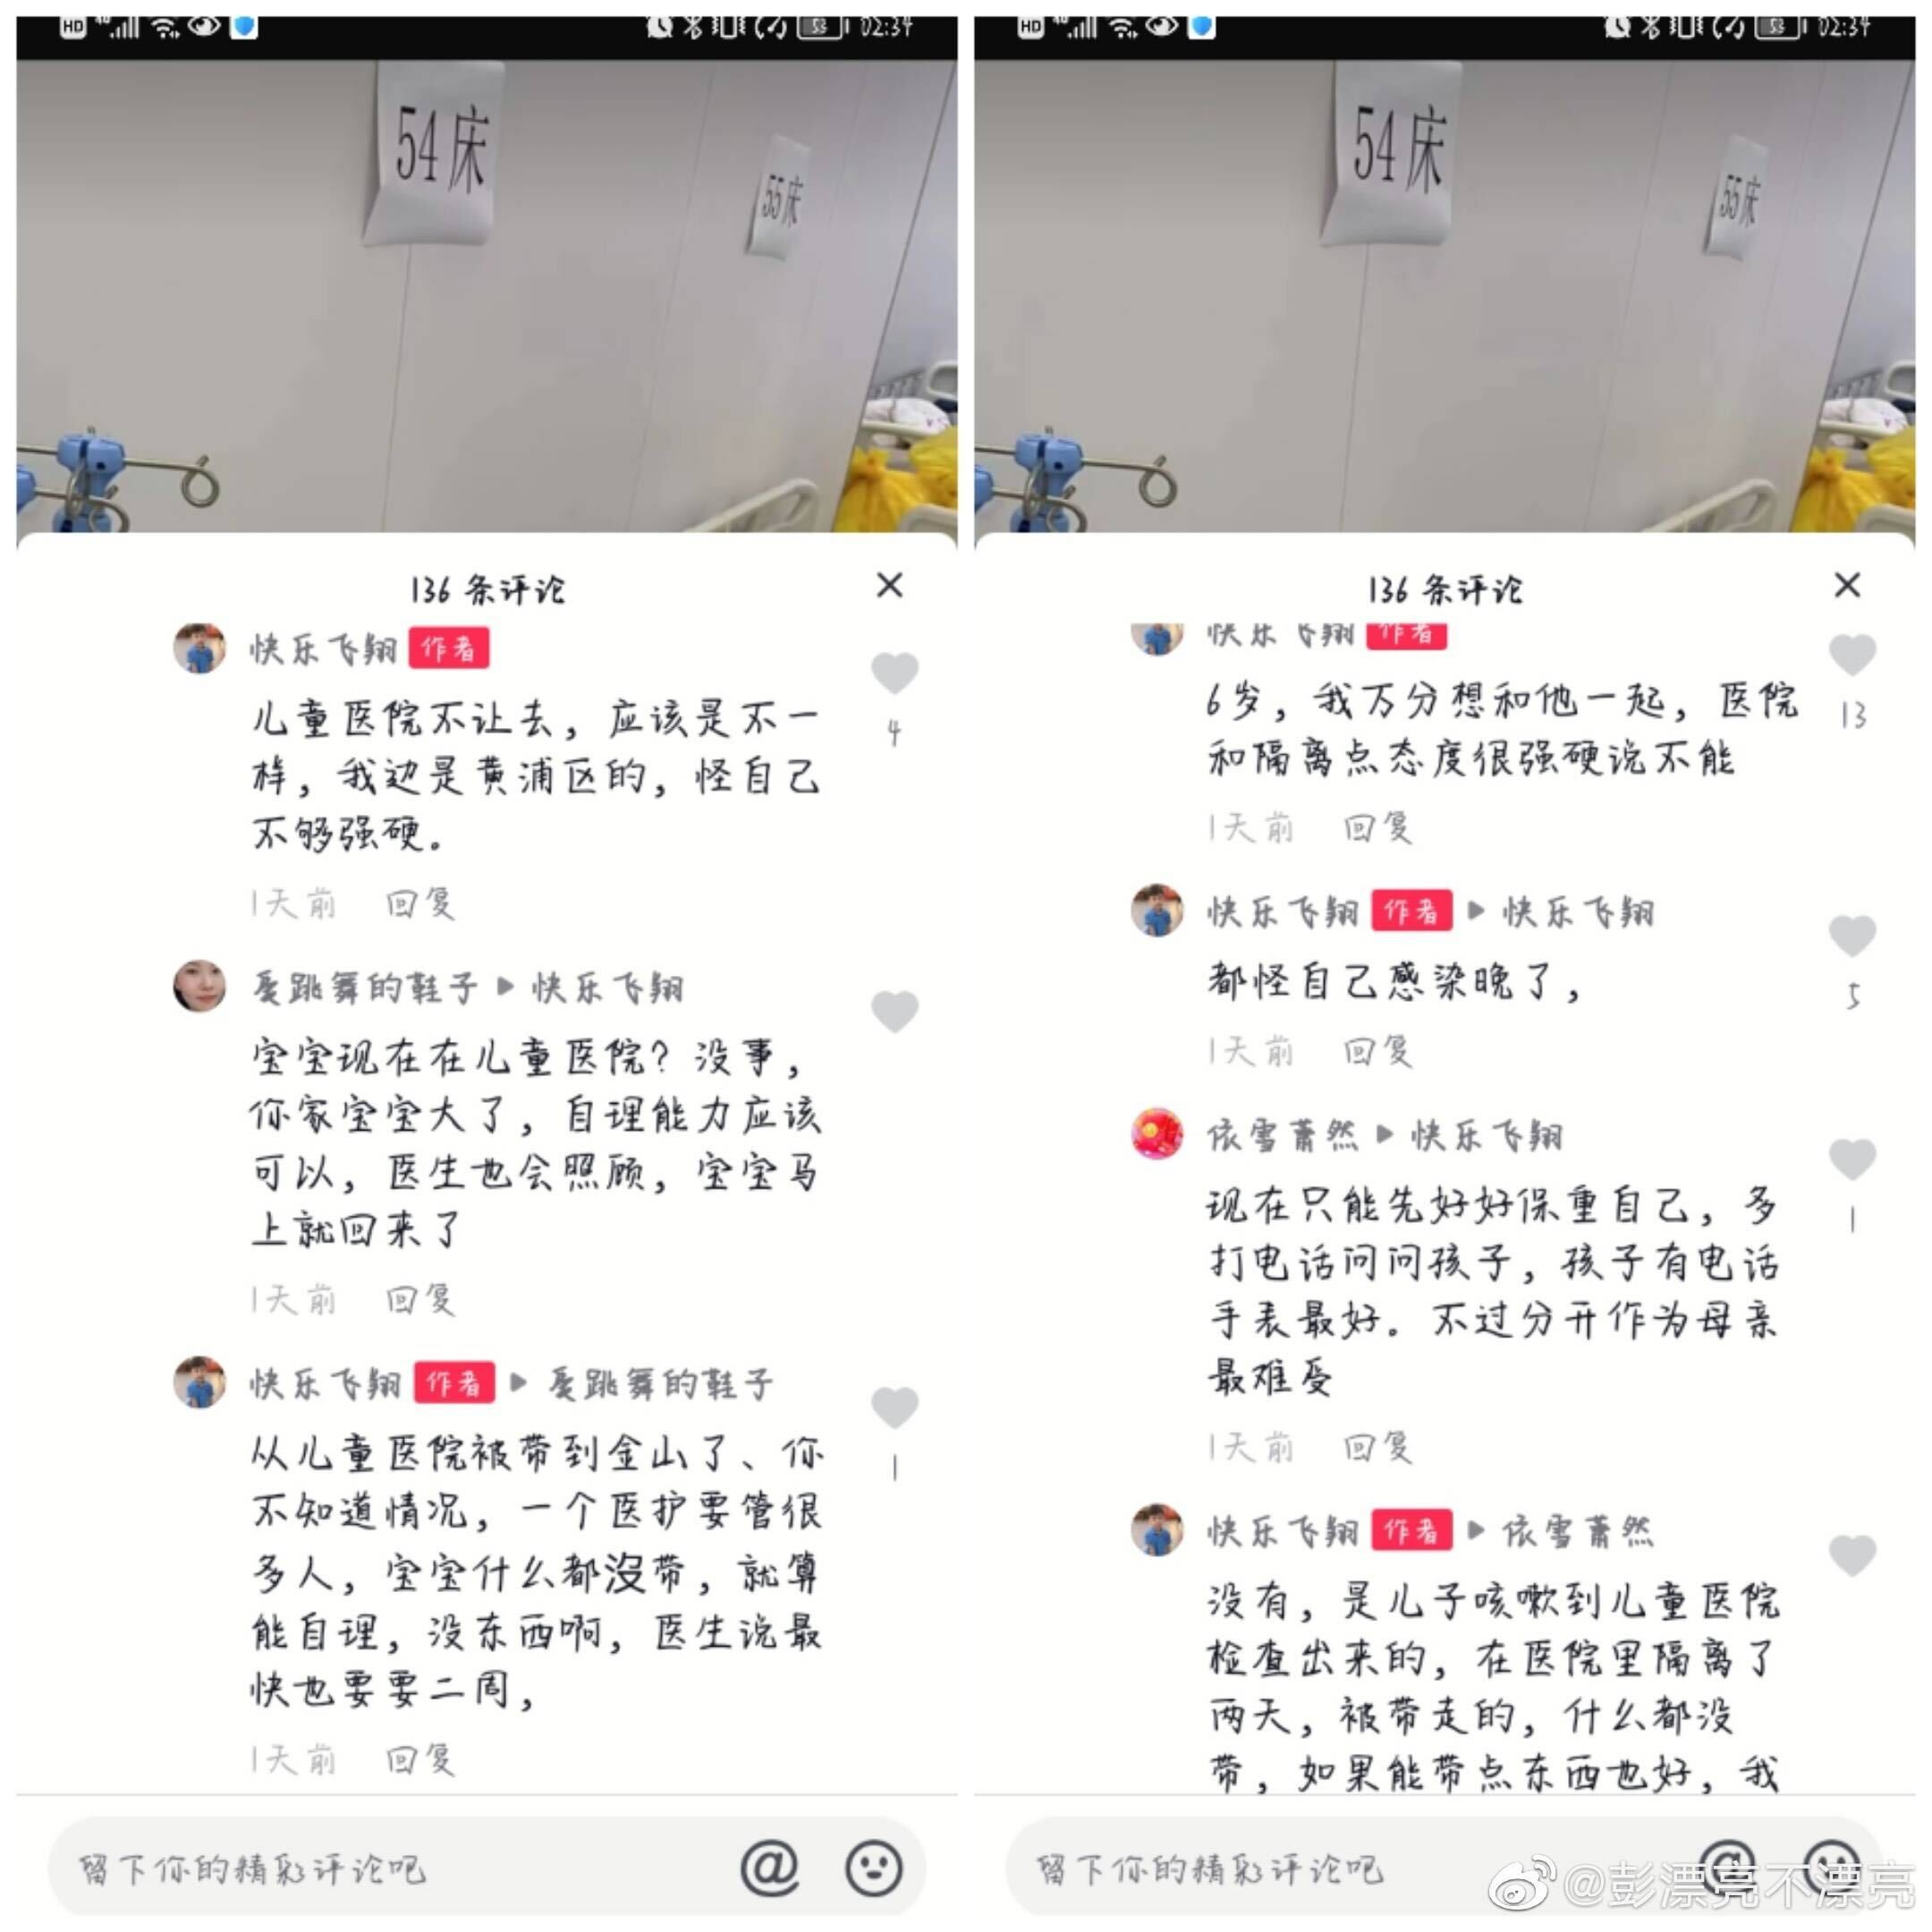 HD 4G 53 02:34
54床
55床
136 条评论
快乐飞翔 作者
儿童医院不让去，应该是不一
样，我边是黄浦区的，怪自己
不够强硬。
4
1天前 回复
爱跳舞的鞋子 快乐飞翔
宝宝现在在儿童医院？没事，
你家宝宝大了，自理能力应该
可以，医生也会照顾，宝宝马
上就回来了
1天前 回复
快乐飞翔 作者 爱跳舞的鞋子
从儿童医院被带到金山了、你
不知道情况，一个医护要管很
多人，宝宝什么都沒带，就算
能自理，没东西啊，医生说最
快也要要二周，
1
1天前 回复
留下你的精彩评论吧 @
HD 4G 53 02:34
54床
55床
136 条评论
快乐飞翔 作者
6岁，我万分想和他一起，医院
和隔离点态度很强硬说不能
13
1天前 回复
快乐飞翔 作者 快乐飞翔
都怪自己感染晚了，
5
1天前 回复
依雪萧然 快乐飞翔
现在只能先好好保重自己，多
打电话问问孩子，孩子有电话
手表最好。不过分开作为母亲
最难受
1
1天前 回复
快乐飞翔 作者 依雪萧然
没有，是儿子咳嗽到儿童医院
检查出来的，在医院里隔离了
两天，被带走的，什么都没
带，如果能带点东西也好，我
留下你的精彩评论吧 @
@彭漂亮不漂亮